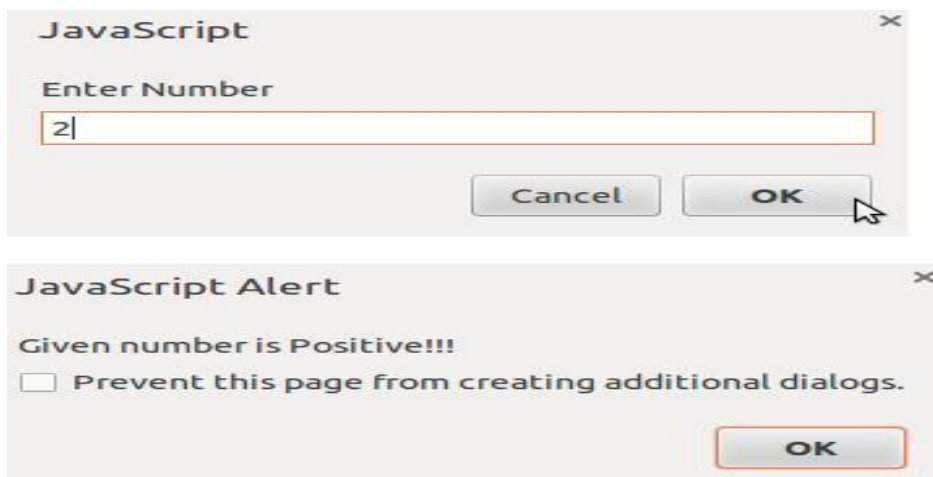 JavaScript
Enter Number
2
Cancel OK
JavaScript Alert
Given number is Positive!!!
Prevent this page from creating additional dialogs.
OK